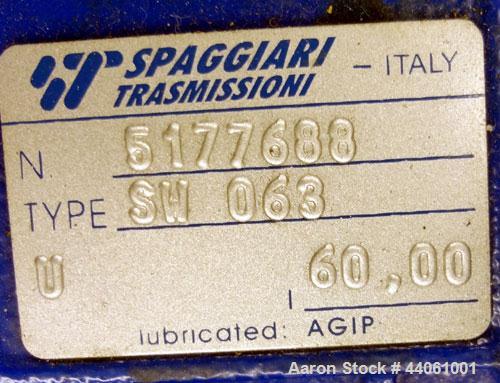 SPAGGIARI
TRASMISSIONI
- ITALY
N. 5177688
TYPE SW 063
U i 60,00
lubricated: AGIP
Aaron Stock # 44061001